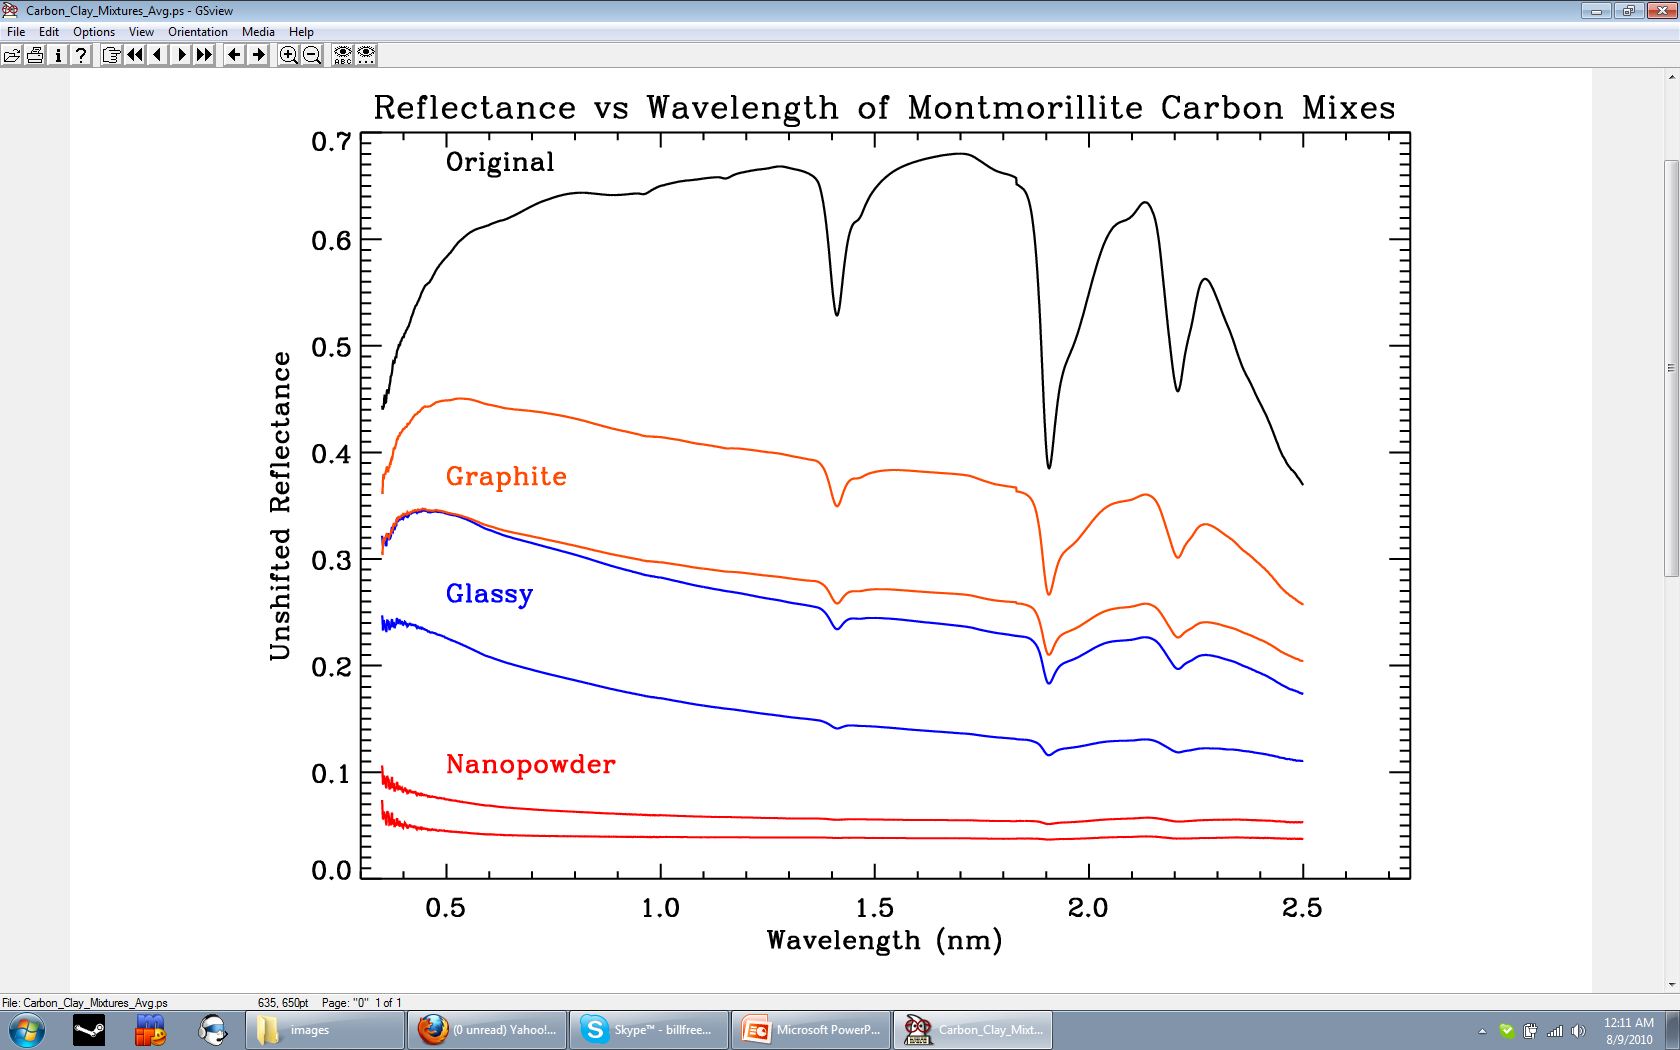 Carbon_Clay_Mixtures_Avg.ps - GSview
File Edit Options View Orientation Media Help
Reflectance vs Wavelength of Montmorillite Carbon Mixes
0.7
Original
0.6
0.5
Unshifted Reflectance
0.4
Graphite
0.3
Glassy
0.2
Nanopowder
0.1
0.0
0.5 1.0 1.5 2.0 2.5
Wavelength (nm)
File: Carbon_Clay_Mixtures_Avg.ps 635, 650pt Page: "0" 1 of 1
images (0 unread) Yahoo!... Skype™ - billfree... Microsoft PowerP... Carbon_Clay_Mixt...
12:11 AM
8/9/2010